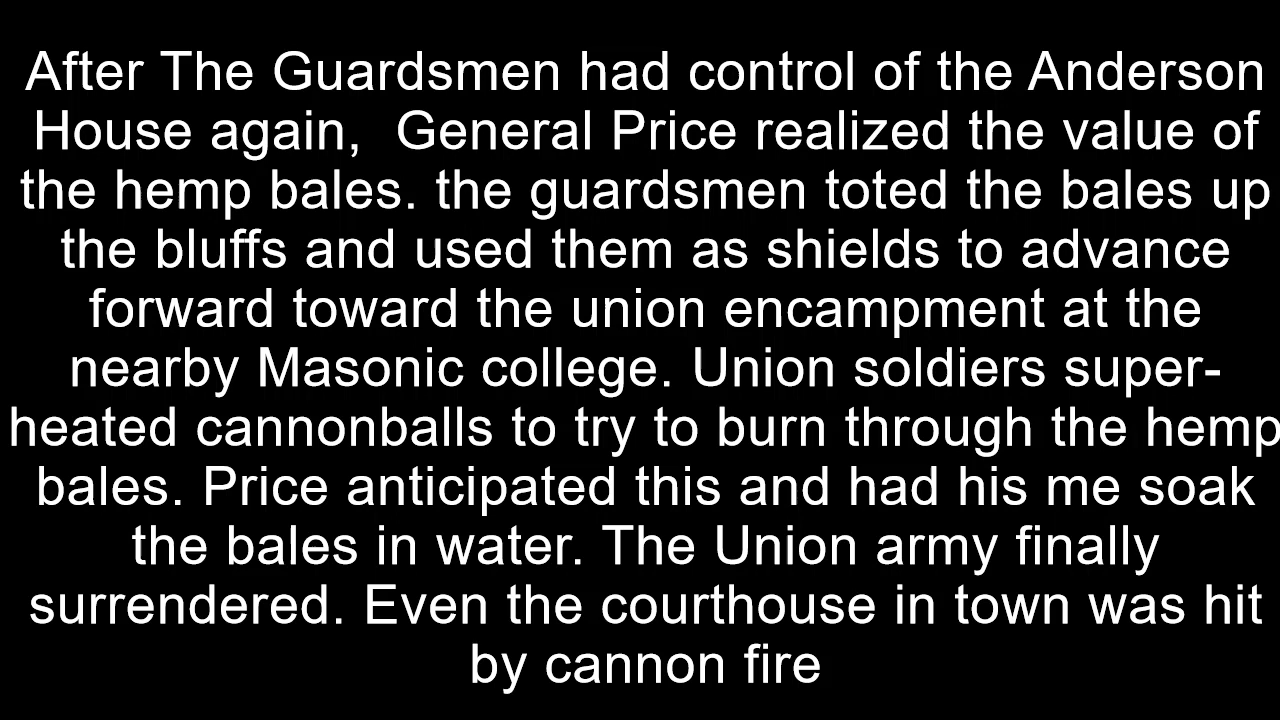 After The Guardsmen had control of the Anderson
House again,  General Price realized the value of
the hemp bales. the guardsmen toted the bales up
the bluffs and used them as shields to advance
forward toward the union encampment at the
nearby Masonic college. Union soldiers super-
heated cannonballs to try to burn through the hemp
bales. Price anticipated this and had his me soak
the bales in water. The Union army finally
surrendered. Even the courthouse in town was hit
by cannon fire